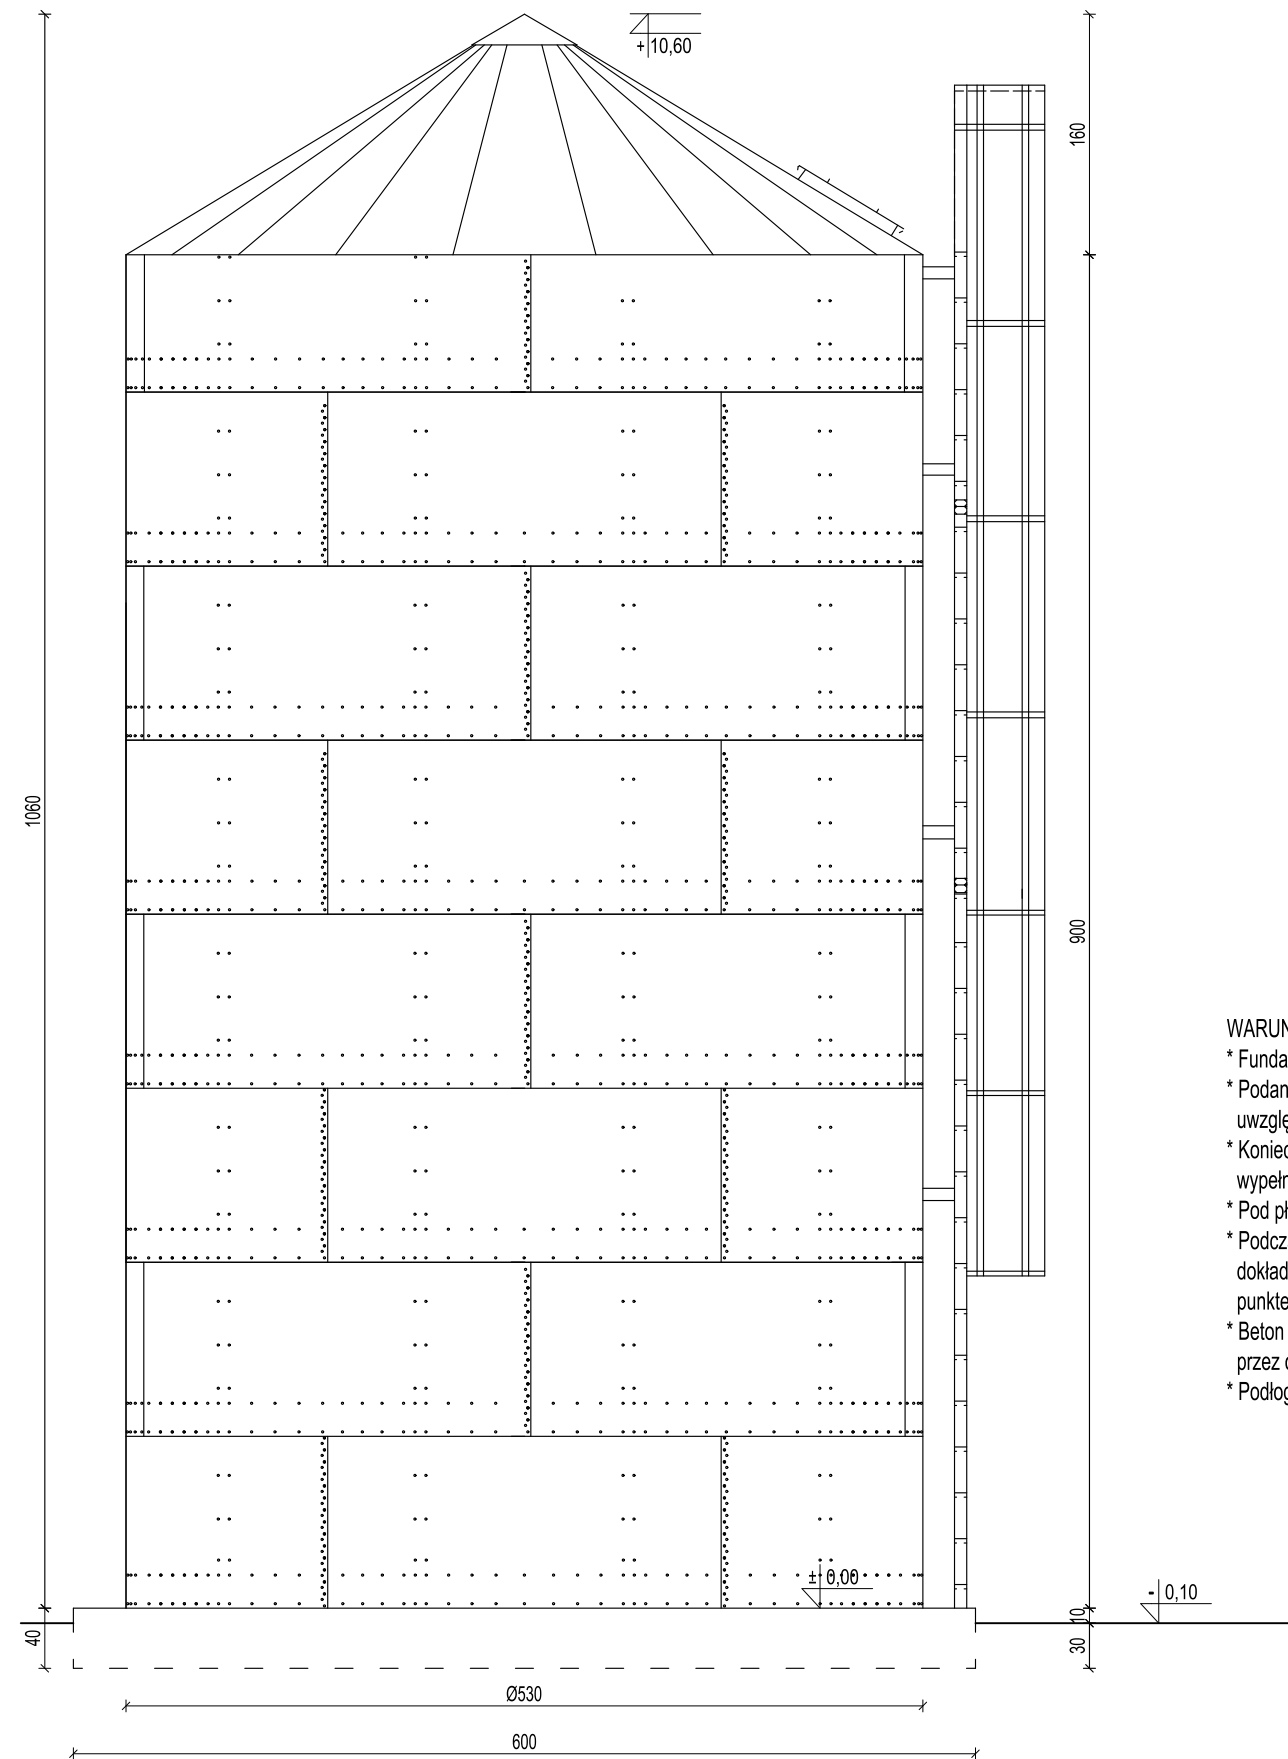 + 10,60
160
1060
900
WARUN
* Funda
* Podan
uwzglę
* Koniec
wypełn
* Pod pł
* Podcz
dokład
punkte
* Beton
przez
* Podłog
± 0,00
- 0,10
10
40
30
Ø530
600